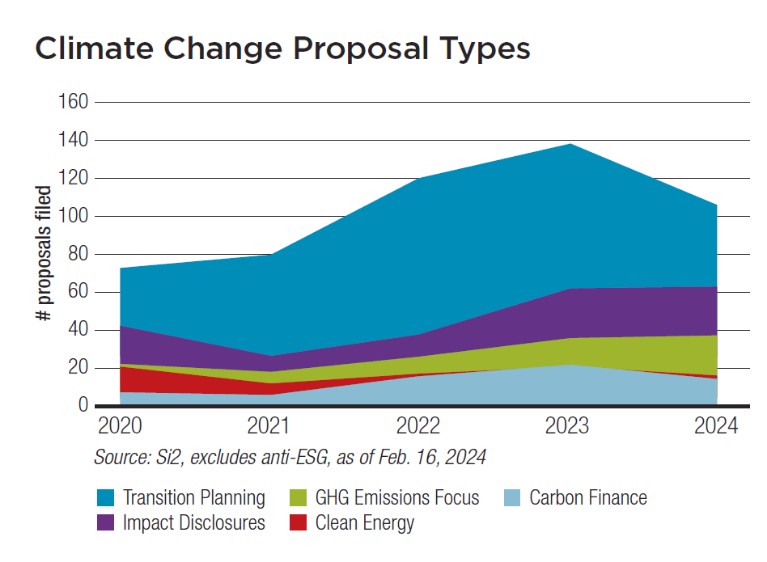 Climate Change Proposal Types
# proposals filed
160
140
120
100
80
60
40
20
0
2020 2021 2022 2023 2024
Source: Si2, excludes anti-ESG, as of Feb. 16, 2024
Transition Planning GHG Emissions Focus Carbon Finance
Impact Disclosures Clean Energy